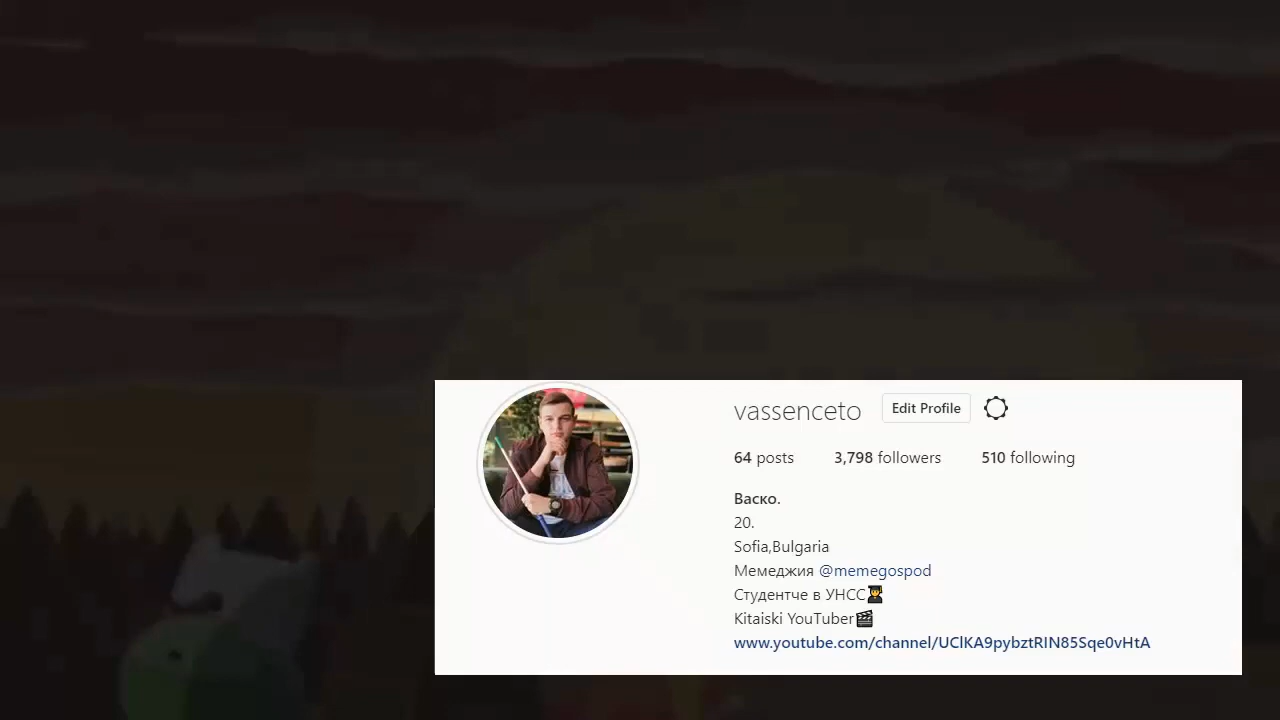 vassenceto Edit Profile
64 posts 3,798 followers 510 following
Васко.
20.
Sofia,Bulgaria
Мемеджия @memegospod
Студентче в УНСС👨‍🎓
Kitaiski YouTuber🎬
www.youtube.com/channel/UClKA9pybztRIN85Sqe0vHtA